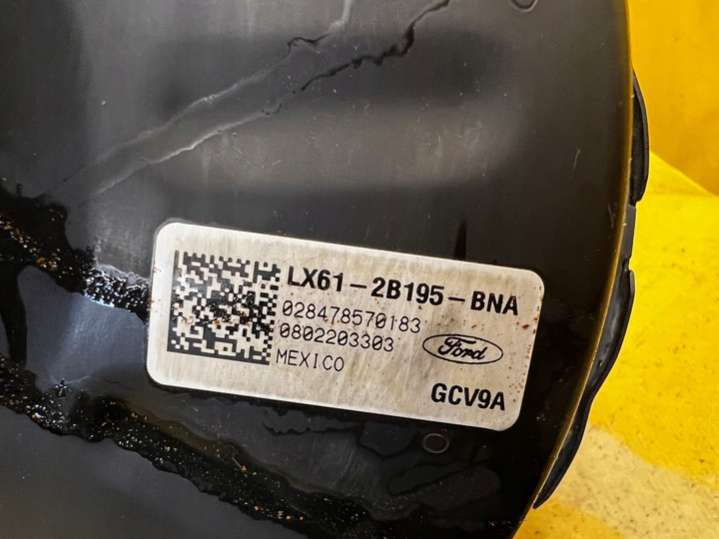 LX61-2B195-BNA
028478570183
0802203303
MEXICO
Ford
GCV9A